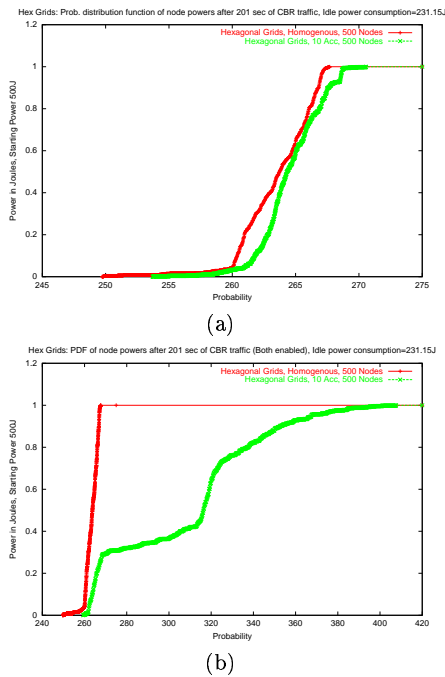 Hex Grids: Prob. distribution function of node powers after 201 sec of CBR traffic, Idle power consumption=231.15J
Hexagonal Grids, Homogenous, 500 Nodes
Hexagonal Grids, 10 Acc, 500 Nodes
Power in Joules, Starting Power 500J
1.2
1
0.8
0.6
0.4
0.2
0
245 250 255 260 265 270 275
Probability
(a)
Hex Grids: PDF of node powers after 201 sec of CBR traffic (Both enabled), Idle power consumption=231.15J
Hexagonal Grids, Homogenous, 500 Nodes
Hexagonal Grids, 10 Acc, 500 Nodes
Power in Joules, Starting Power 500J
1.2
1
0.8
0.6
0.4
0.2
0
240 260 280 300 320 340 360 380 400 420
Probability
(b)